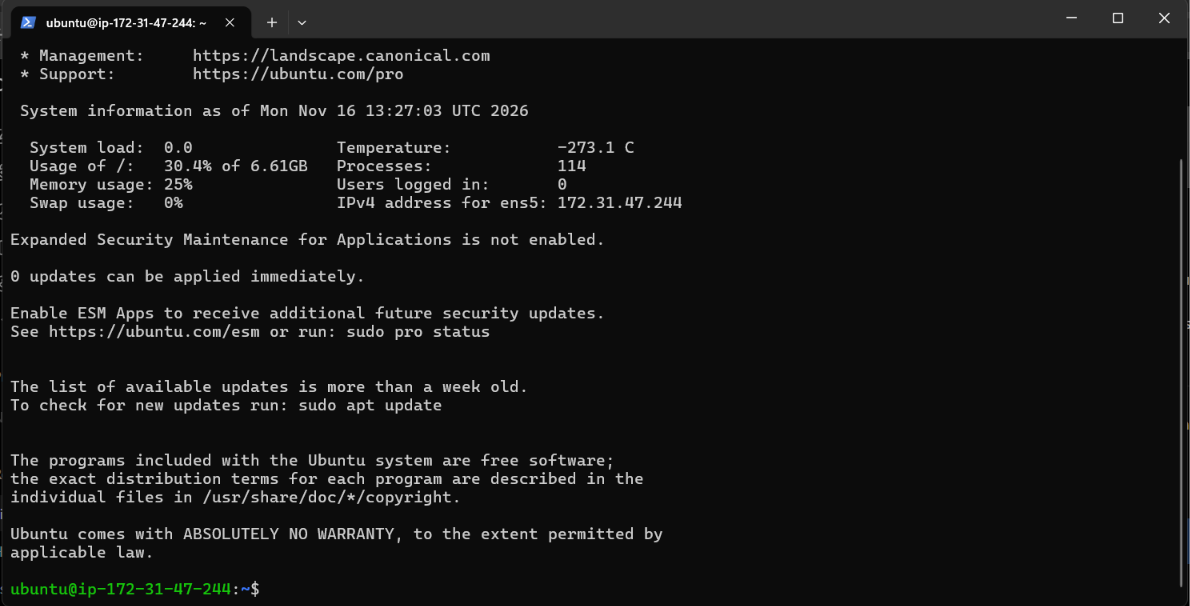 ubuntu@ip-172-31-47-244: ~
* Management:     https://landscape.canonical.com
* Support:        https://ubuntu.com/pro
System information as of Mon Nov 16 13:27:03 UTC 2026
System load:  0.0               Temperature:           -273.1 C
Usage of /:   30.4% of 6.61GB   Processes:             114
Memory usage: 25%               Users logged in:       0
Swap usage:   0%                IPv4 address for ens5: 172.31.47.244
Expanded Security Maintenance for Applications is not enabled.
0 updates can be applied immediately.
Enable ESM Apps to receive additional future security updates.
See https://ubuntu.com/esm or run: sudo pro status
The list of available updates is more than a week old.
To check for new updates run: sudo apt update
The programs included with the Ubuntu system are free software;
the exact distribution terms for each program are described in the
individual files in /usr/share/doc/*/copyright.
Ubuntu comes with ABSOLUTELY NO WARRANTY, to the extent permitted by
applicable law.
ubuntu@ip-172-31-47-244:~$